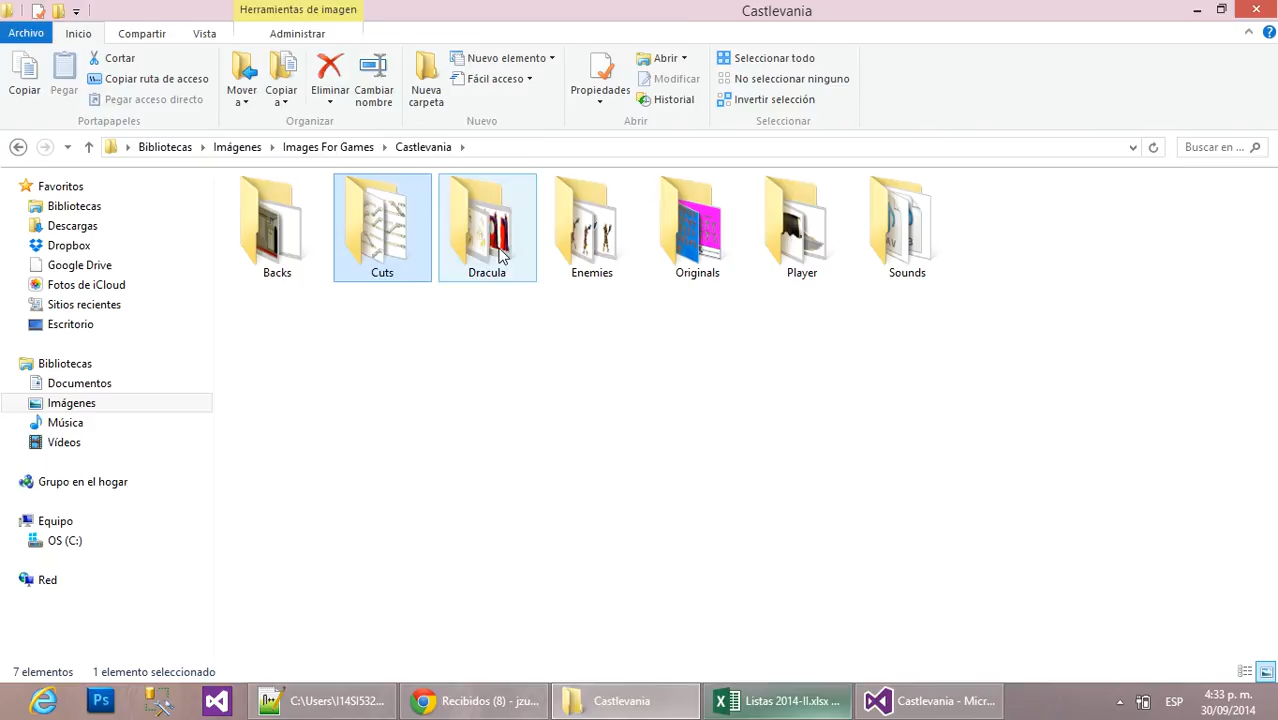 Herramientas de imagen
Castlevania
Archivo Inicio Compartir Vista Administrar
Copiar
Pegar
Cortar
Copiar ruta de acceso
Pegar acceso directo
Portapapeles
Mover a
Copiar a
Eliminar
Cambiar nombre
Organizar
Nueva carpeta
Nuevo elemento
Fácil acceso
Nuevo
Propiedades
Abrir
Modificar
Historial
Abrir
Seleccionar todo
No seleccionar ninguno
Invertir selección
Seleccionar
Bibliotecas Imágenes Images For Games Castlevania
Buscar en ...
Favoritos
Bibliotecas
Descargas
Dropbox
Google Drive
Fotos de iCloud
Sitios recientes
Escritorio
Bibliotecas
Documentos
Imágenes
Música
Vídeos
Grupo en el hogar
Equipo
OS (C:)
Red
Backs Cuts Dracula Enemies Originals Player Sounds
7 elementos 1 elemento seleccionado
Ps
C:\Users\I14SI532...
Recibidos (8) - jzu...
Castlevania
Listas 2014-II.xlsx ...
Castlevania - Micr...
ESP
4:33 p. m.
30/09/2014